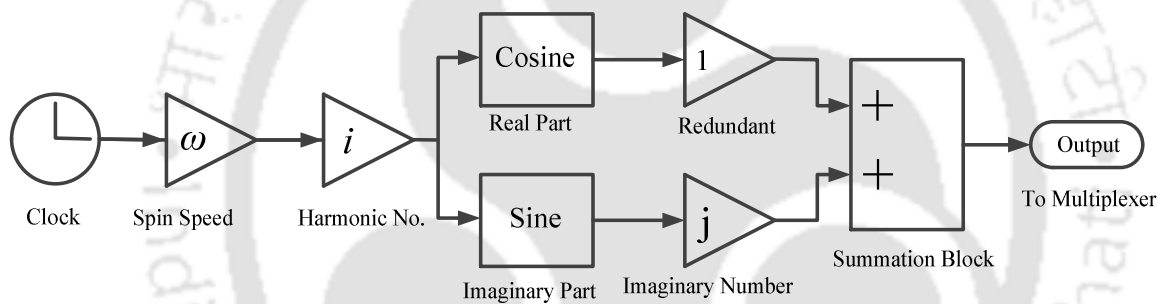 Cosine
1
Real Part
Redundant
ω
i
+
+
Output
Clock
Spin Speed
Harmonic No.
To Multiplexer
Sine
j
Summation Block
Imaginary Part
Imaginary Number